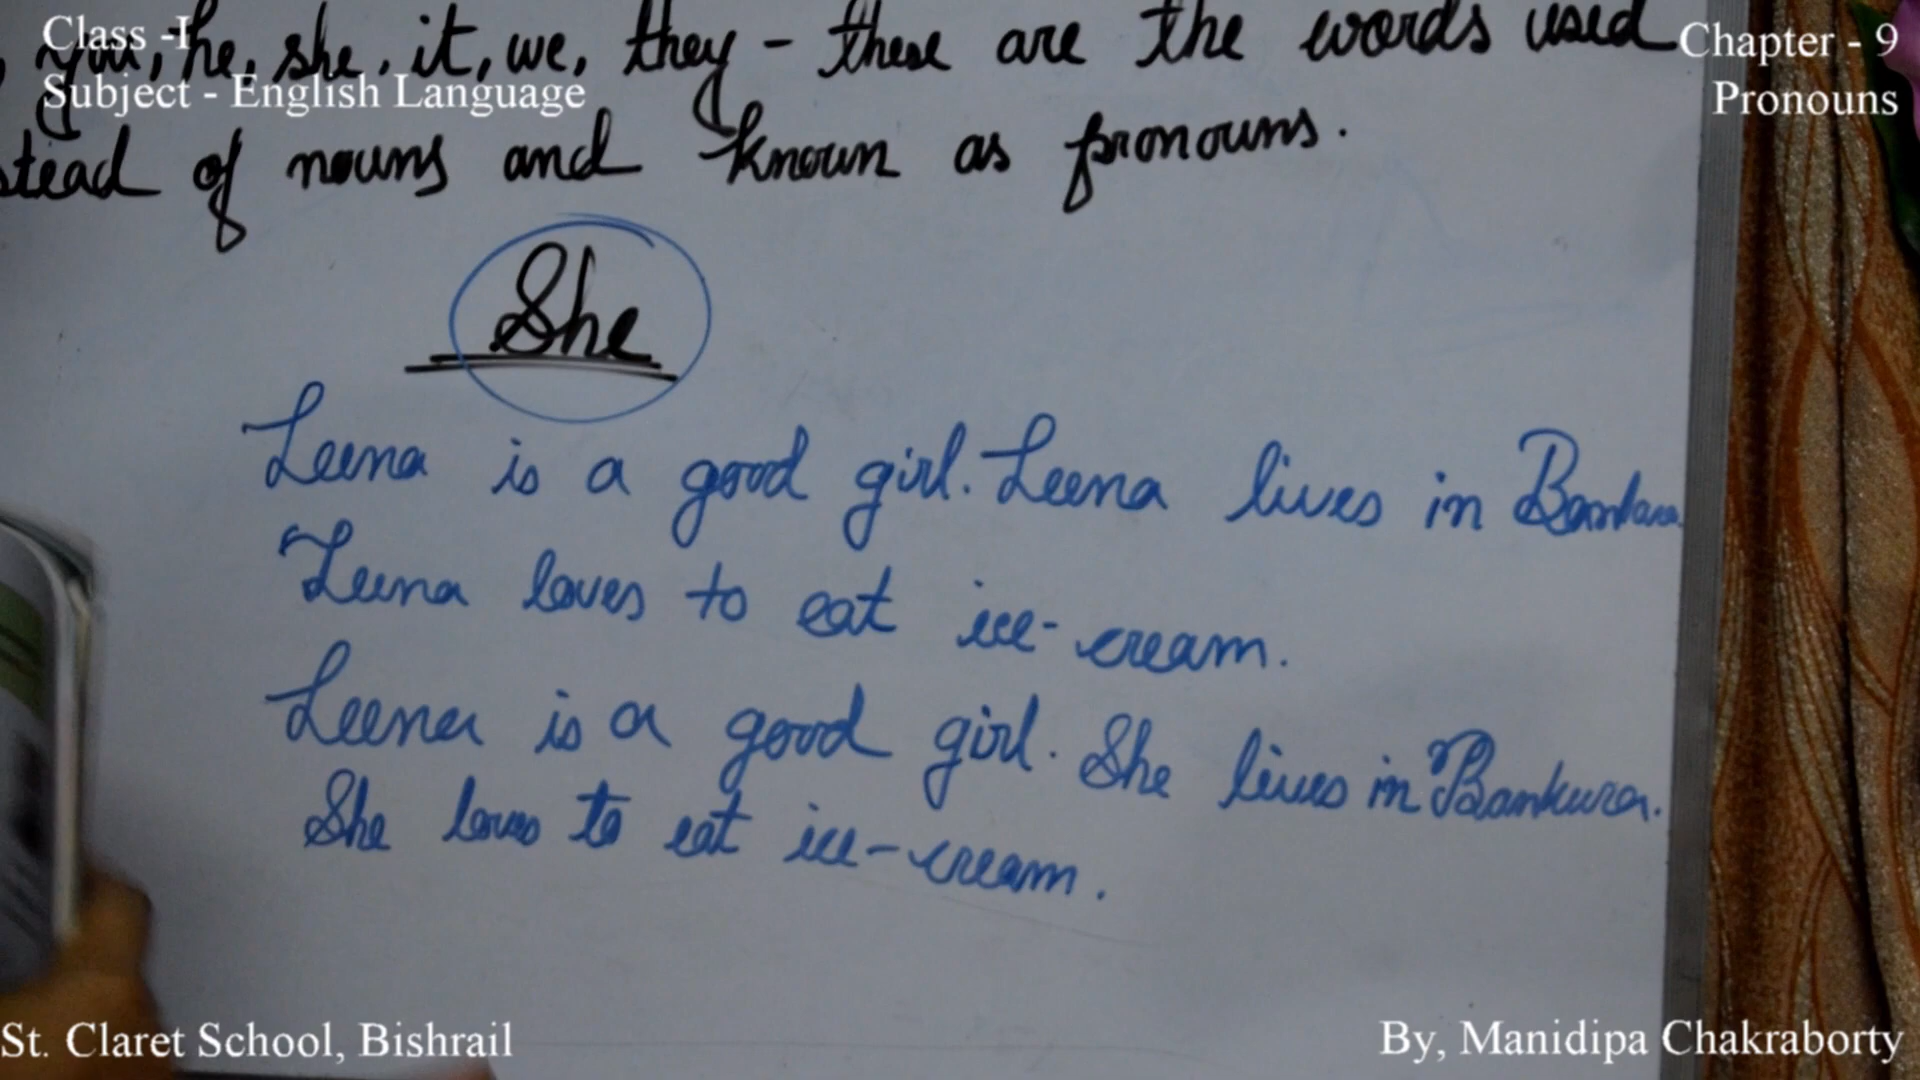 Class -I
Subject - English Language
Chapter - 9
Pronouns
, you, he, she, it, we, they - these are the words used
stead of nouns and known as pronouns.
She
Leena is a good girl. Leena lives in Bankura
Leena loves to eat ice-cream.
Leena is a good girl. She lives in Bankura.
She loves to eat ice-cream.
St. Claret School, Bishrail
By, Manidipa Chakraborty